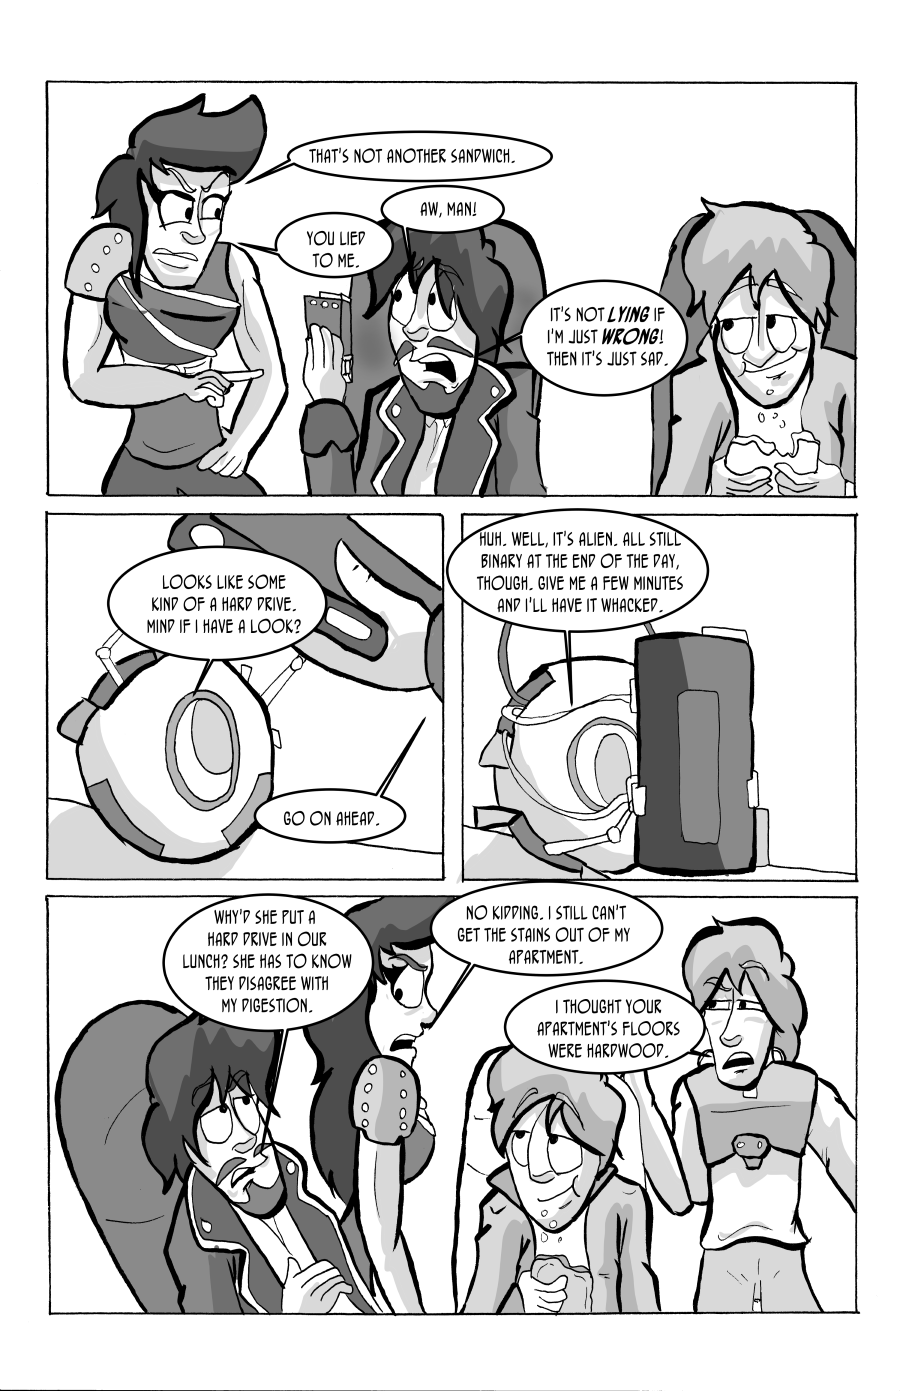 THAT'S NOT ANOTHER SANDWICH.
YOU LIED
TO ME.
AW, MAN!
IT'S NOT LYING IF
I'M JUST WRONG!
THEN IT'S JUST SAD.
LOOKS LIKE SOME
KIND OF A HARD DRIVE.
MIND IF I HAVE A LOOK?
GO ON AHEAD.
HUH. WELL, IT'S ALIEN. ALL STILL
BINARY AT THE END OF THE DAY,
THOUGH. GIVE ME A FEW MINUTES
AND I'LL HAVE IT WHACKED.
WHY'D SHE PUT A
HARD DRIVE IN OUR
LUNCH? SHE HAS TO KNOW
THEY DISAGREE WITH
MY DIGESTION.
NO KIDDING. I STILL CAN'T
GET THE STAINS OUT OF MY
APARTMENT.
I THOUGHT YOUR
APARTMENT'S FLOORS
WERE HARDWOOD.